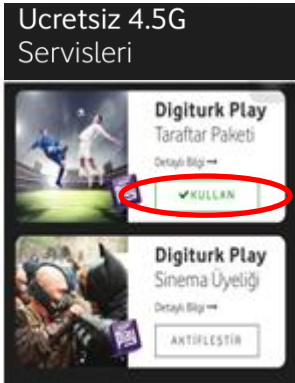 Ucretsiz 4.5G
Servisleri
Digiturk Play
Taraftar Paketi
Detaylı Bilgi →
✔KULLAN
Digiturk Play
Sinema Üyeliği
Detaylı Bilgi →
AKTİFLEŞTİR